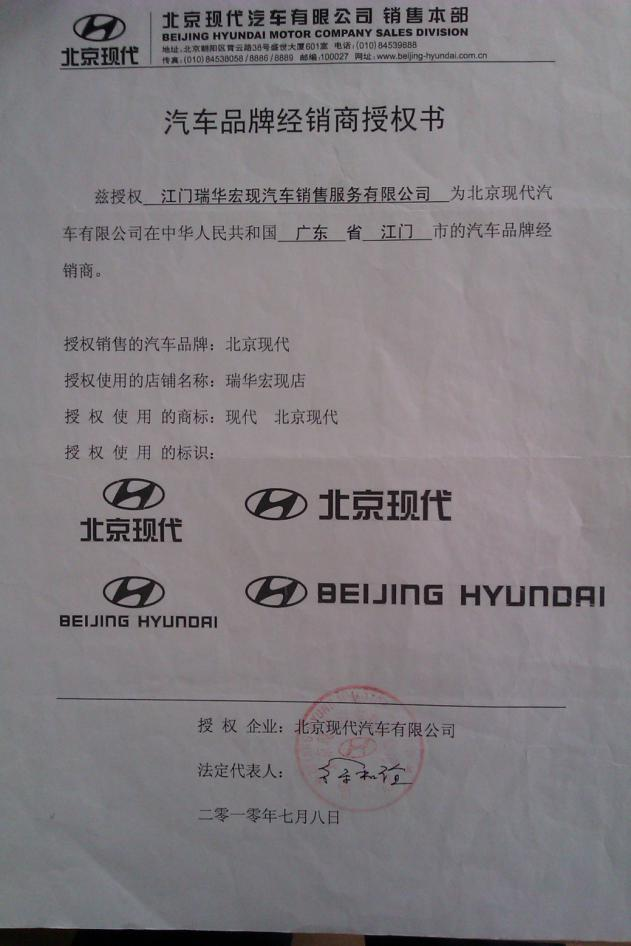 北京现代汽车有限公司 销售本部
BEIJING HYUNDAI MOTOR COMPANY SALES DIVISION
北京现代
地址:北京朝阳区霄云路38号盛世大厦601室 电话:(010)84539888
传真:(010)84538058/8886/8889 邮编:100027 网址:www.beijing-hyundai.com.cn
汽车品牌经销商授权书
兹授权 江门瑞华宏现汽车销售服务有限公司 为北京现代汽
车有限公司在中华人民共和国 广东 省 江门 市的汽车品牌经
销商。
授权销售的汽车品牌：北京现代
授权使用的店铺名称：瑞华宏现店
授 权 使 用 的商标：现代 北京现代
授 权 使 用 的标识：
北京现代
北京现代
BEIJING HYUNDAI
BEIJING HYUNDAI
授 权 企业：北京现代汽车有限公司
法定代表人：
二零一零年七月八日